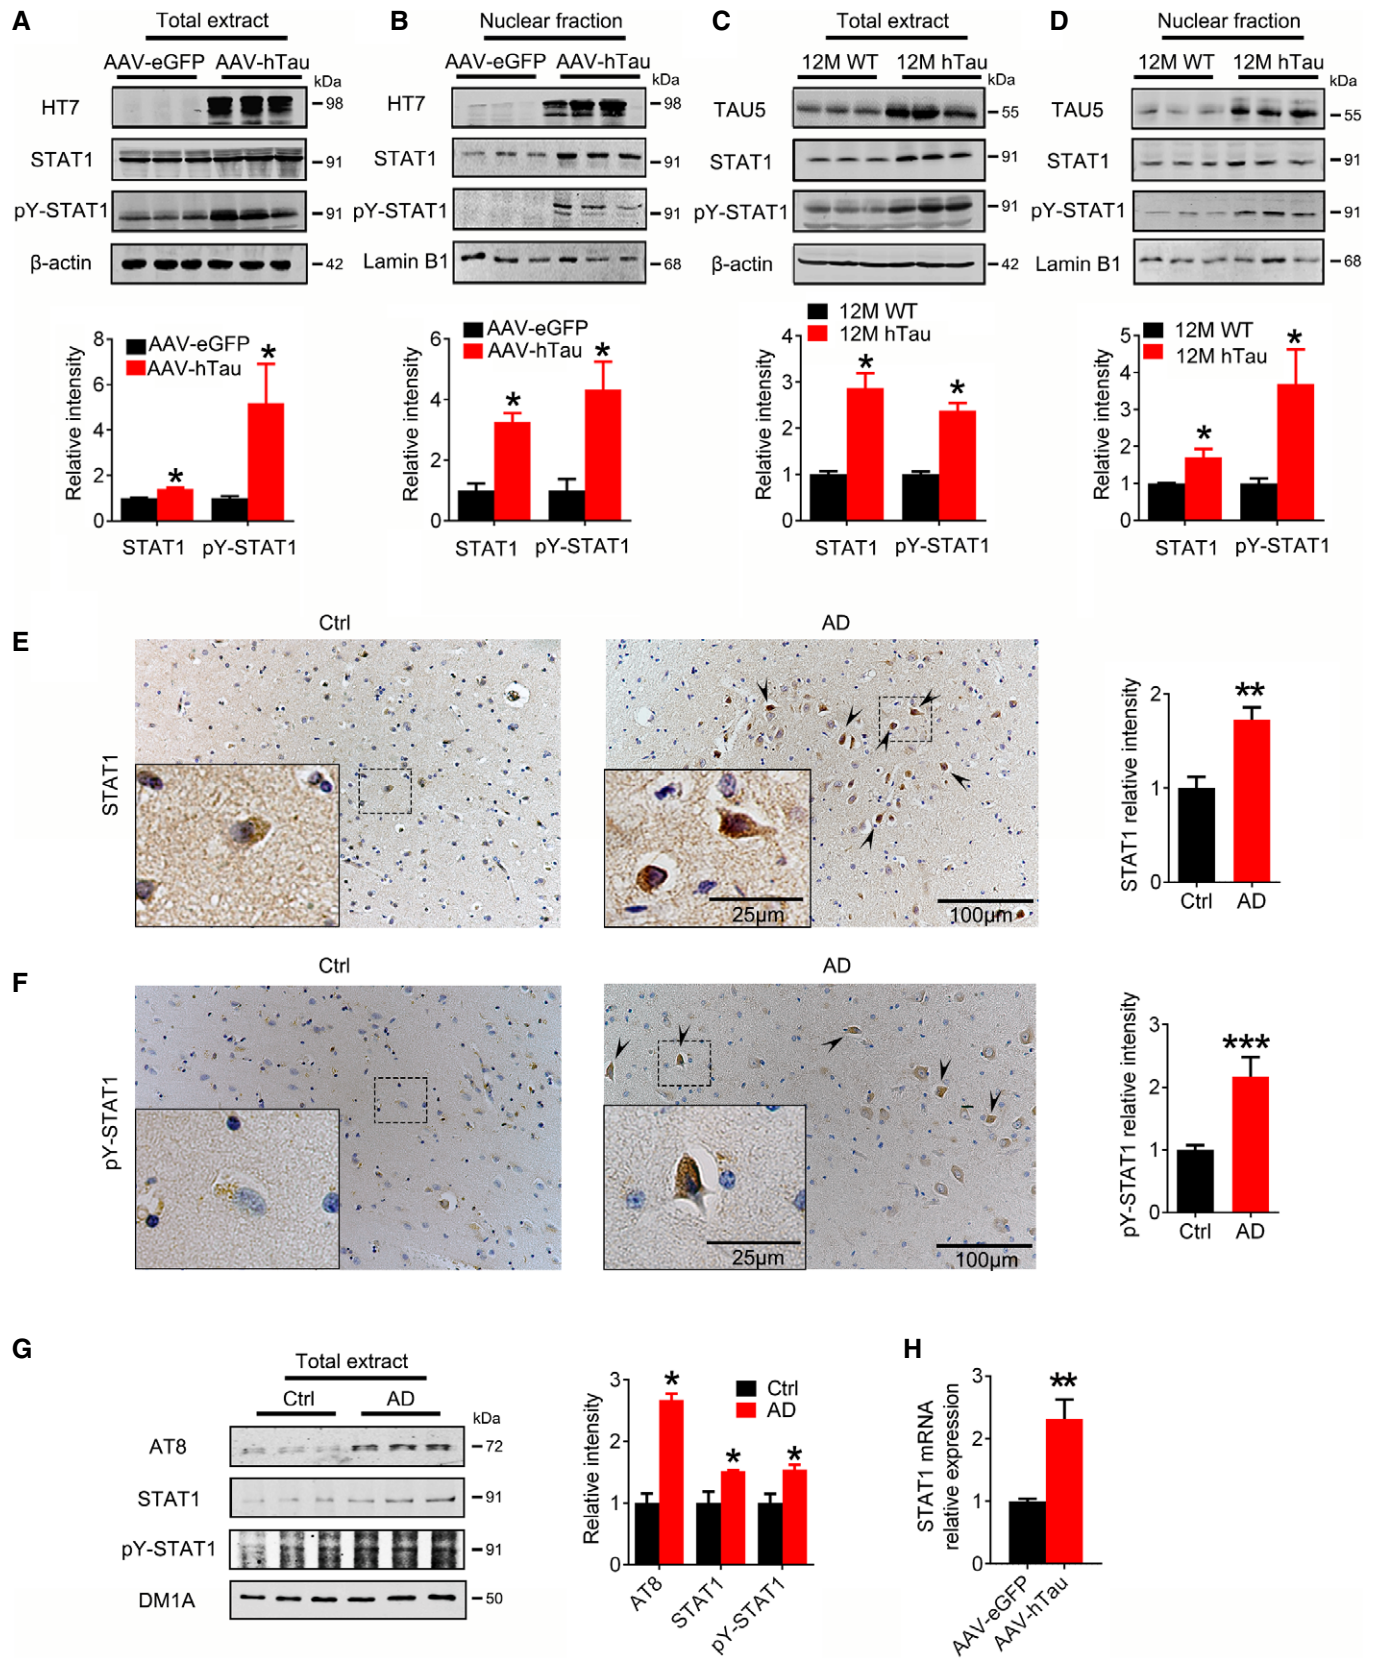 A
Total extract
AAV-eGFP AAV-hTau
kDa
HT7
98
STAT1
91
pY-STAT1
91
β-actin
42
Relative intensity
8
6
4
2
0
AAV-eGFP
AAV-hTau
*
*
STAT1 pY-STAT1
B
Nuclear fraction
AAV-eGFP AAV-hTau
kDa
HT7
98
STAT1
91
pY-STAT1
91
Lamin B1
68
Relative intensity
6
4
2
0
AAV-eGFP
AAV-hTau
*
*
STAT1 pY-STAT1
C
Total extract
12M WT 12M hTau
kDa
TAU5
55
STAT1
91
pY-STAT1
91
β-actin
42
12M WT
12M hTau
Relative intensity
4
3
2
1
0
*
*
STAT1 pY-STAT1
D
Nuclear fraction
12M WT 12M hTau
kDa
TAU5
55
STAT1
91
pY-STAT1
91
Lamin B1
68
12M WT
12M hTau
Relative intensity
5
4
3
2
1
0
*
*
STAT1 pY-STAT1
E
Ctrl
AD
STAT1
25μm
100μm
STAT1 relative intensity
2
1
0
**
Ctrl AD
F
Ctrl
AD
pY-STAT1
25μm
100μm
pY-STAT1 relative intensity
3
2
1
0
***
Ctrl AD
G
Total extract
Ctrl AD
kDa
AT8
72
STAT1
91
pY-STAT1
91
DM1A
50
Relative intensity
3
2
1
0
Ctrl
AD
*
*
*
AT8
STAT1
pY-STAT1
H
STAT1 mRNA
relative expression
3
2
1
0
**
AAV-eGFP
AAV-hTau